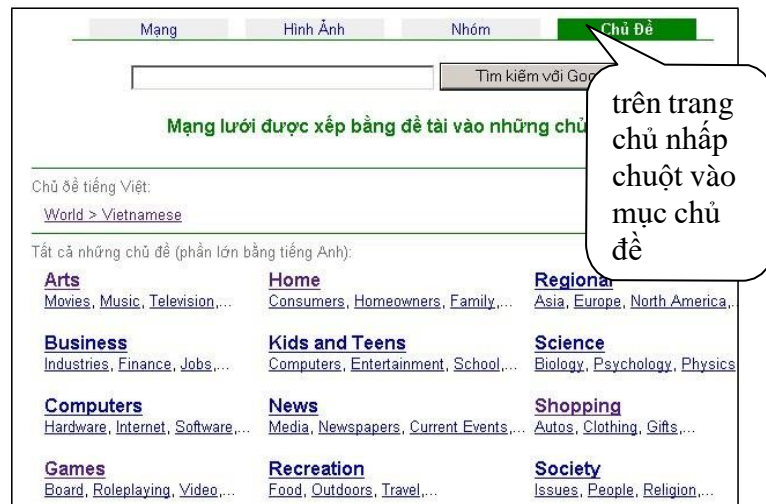 Mạng Hình Ảnh Nhóm Chủ Đề
Tìm kiếm với Goo
Mạng lưới được xếp bằng đề tài vào những chủ
trên trang
chủ nhấp
chuột vào
mục chủ
đề
Chủ ðề tiếng Việt:
World > Vietnamese
Tất cả những chủ đề (phần lớn bằng tiếng Anh):
Arts Home Regional
Movies, Music, Television,... Consumers, Homeowners, Family,... Asia, Europe, North America,..
Business Kids and Teens Science
Industries, Finance, Jobs,... Computers, Entertainment, School,... Biology, Psychology, Physics
Computers News Shopping
Hardware, Internet, Software,... Media, Newspapers, Current Events,... Autos, Clothing, Gifts,...
Games Recreation Society
Board, Roleplaying, Video,... Food, Outdoors, Travel,... Issues, People, Religion,...